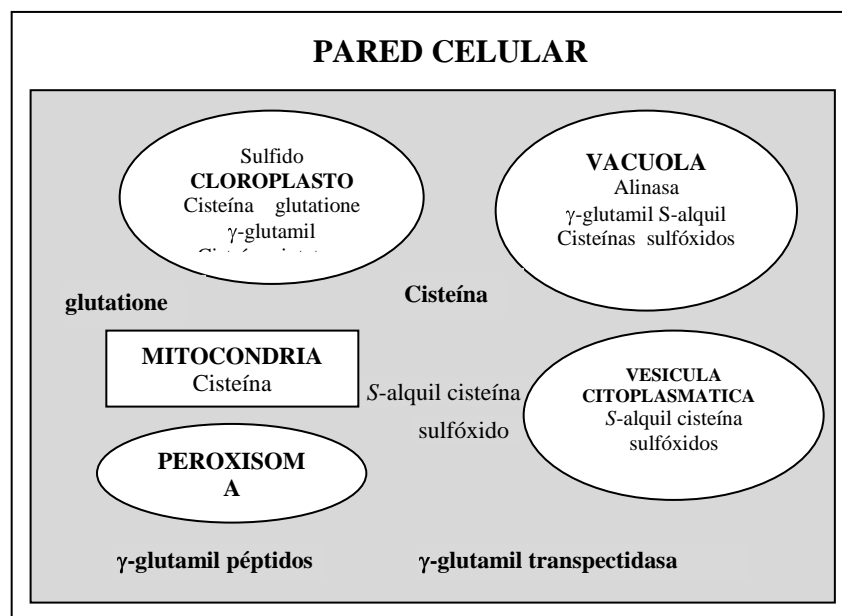 PARED CELULAR
Sulfido
CLOROPLASTO
Cisteína glutatione
γ-glutamil
VACUOLA
Alinasa
γ-glutamil S-alquil
Cisteínas sulfóxidos
glutatione
Cisteína
MITOCONDRIA
Cisteína
S-alquil cisteína
sulfóxido
VESICULA
CITOPLASMATICA
S-alquil cisteína
sulfóxidos
PEROXISOM
A
γ-glutamil péptidos
γ-glutamil transpectidasa